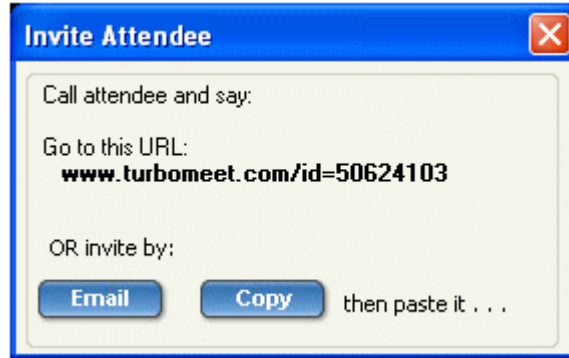 Invite Attendee
Call attendee and say:
Go to this URL:
www.turbomeet.com/id=50624103
OR invite by:
Email Copy then paste it . . .